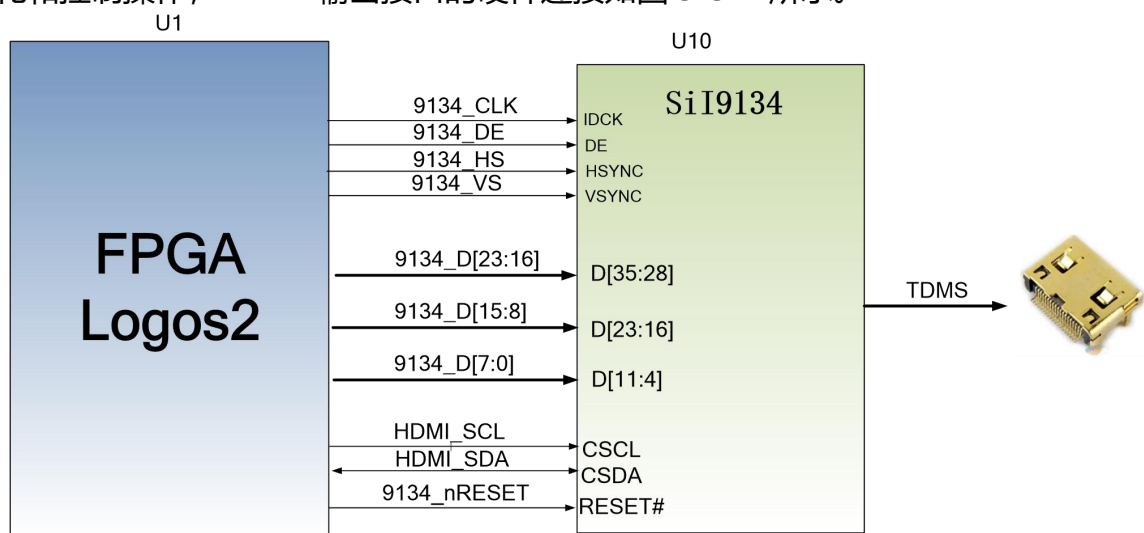 U1
U10
SiI9134
FPGA
Logos2
9134_CLK
IDCK
9134_DE
DE
9134_HS
HSYNC
9134_VS
VSYNC
9134_D[23:16]
D[35:28]
9134_D[15:8]
D[23:16]
9134_D[7:0]
D[11:4]
HDMI_SCL
CSCL
HDMI_SDA
CSDA
9134_nRESET
RESET#
TDMS